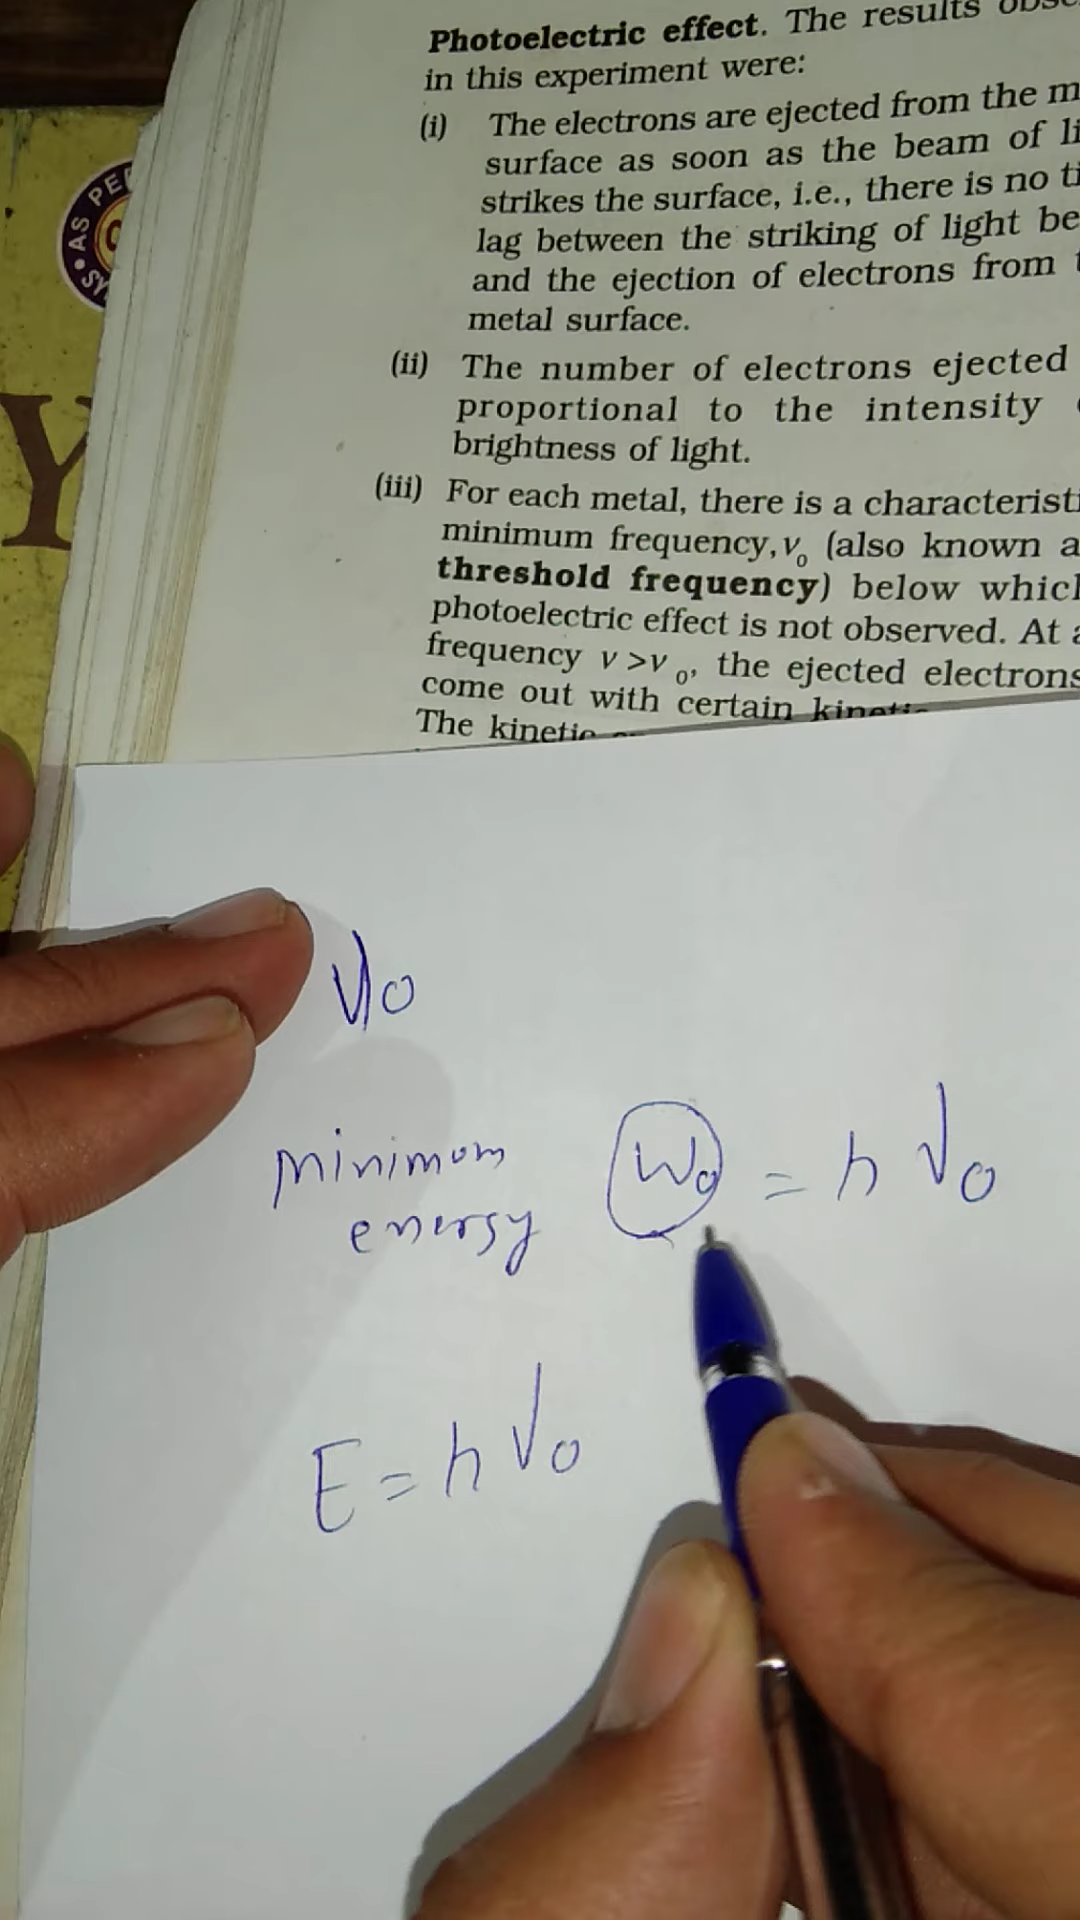 Photoelectric effect. The results
in this experiment were:
(i) The electrons are ejected from the
surface as soon as the beam of
strikes the surface, i.e., there is no
lag between the striking of light
and the ejection of electrons from
metal surface.
(ii) The number of electrons ejected
proportional to the intensity
brightness of light.
(iii) For each metal, there is a
minimum frequency, ν₀ (also known
threshold frequency) below
photoelectric effect is not observed. At
frequency ν >ν₀, the ejected electrons
come out with certain
The
AS PE
SY
Y
ν₀
minimum W₀ = h ν₀
energy
E = h ν₀